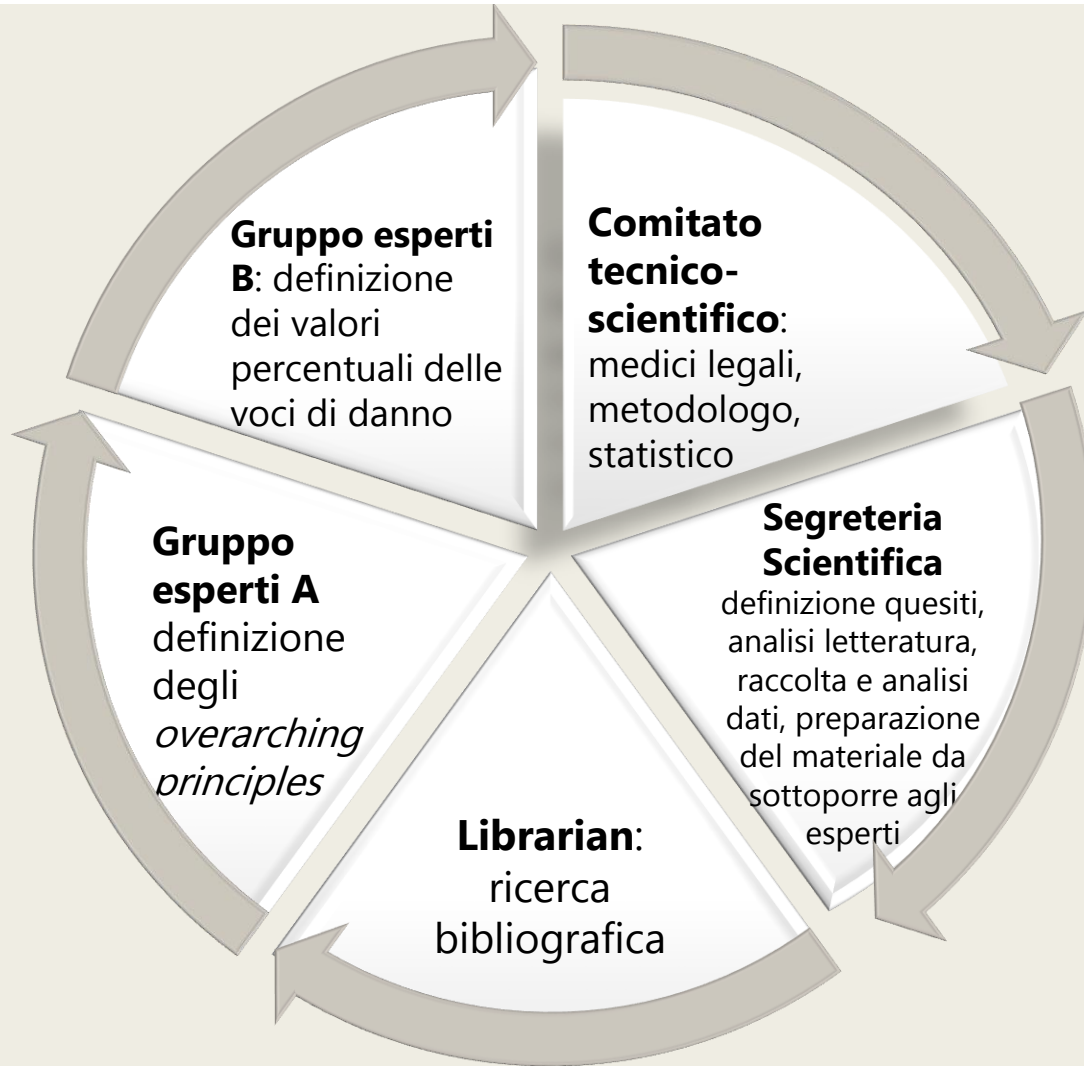 Gruppo esperti
B: definizione
dei valori
percentuali delle
voci di danno
Comitato
tecnico-
scientifico:
medici legali,
metodologo,
statistico
Segreteria
Scientifica
definizione quesiti,
analisi letteratura,
raccolta e analisi
dati, preparazione
del materiale da
sottoporre agli
esperti
Librarian:
ricerca
bibliografica
Gruppo
esperti A
definizione
degli
overarching
principles